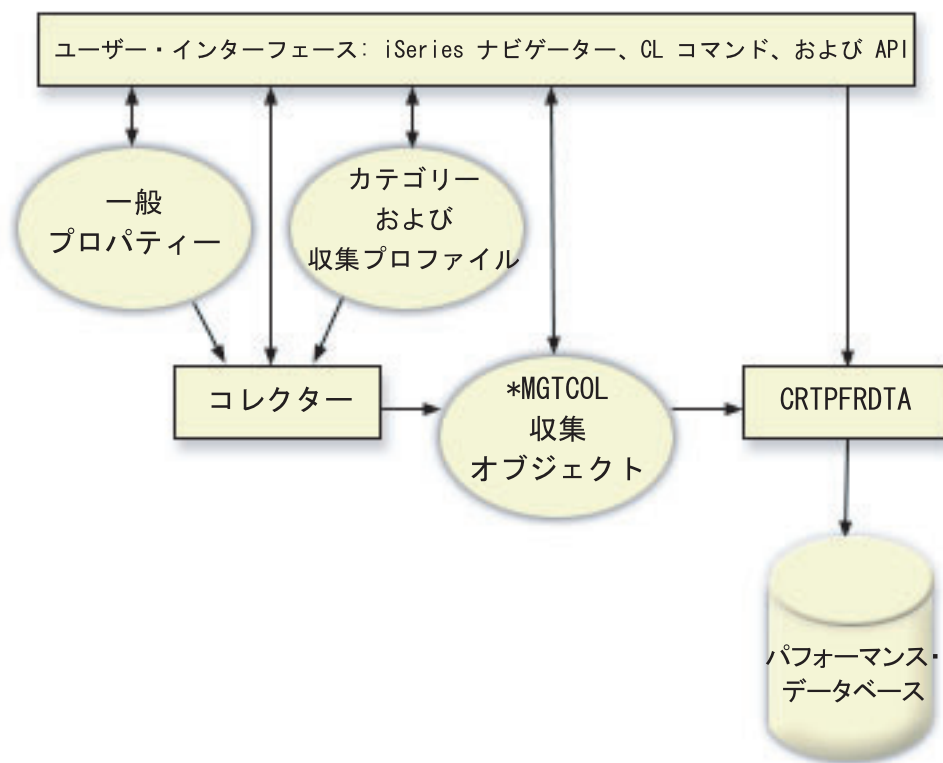 ユーザー・インターフェース: iSeries ナビゲーター、CL コマンド、および API
一般
プロパティー
カテゴリー
および
収集プロファイル
コレクター
*MGTCOL
収集
オブジェクト
CRTPFRDTA
パフォーマンス・
データベース